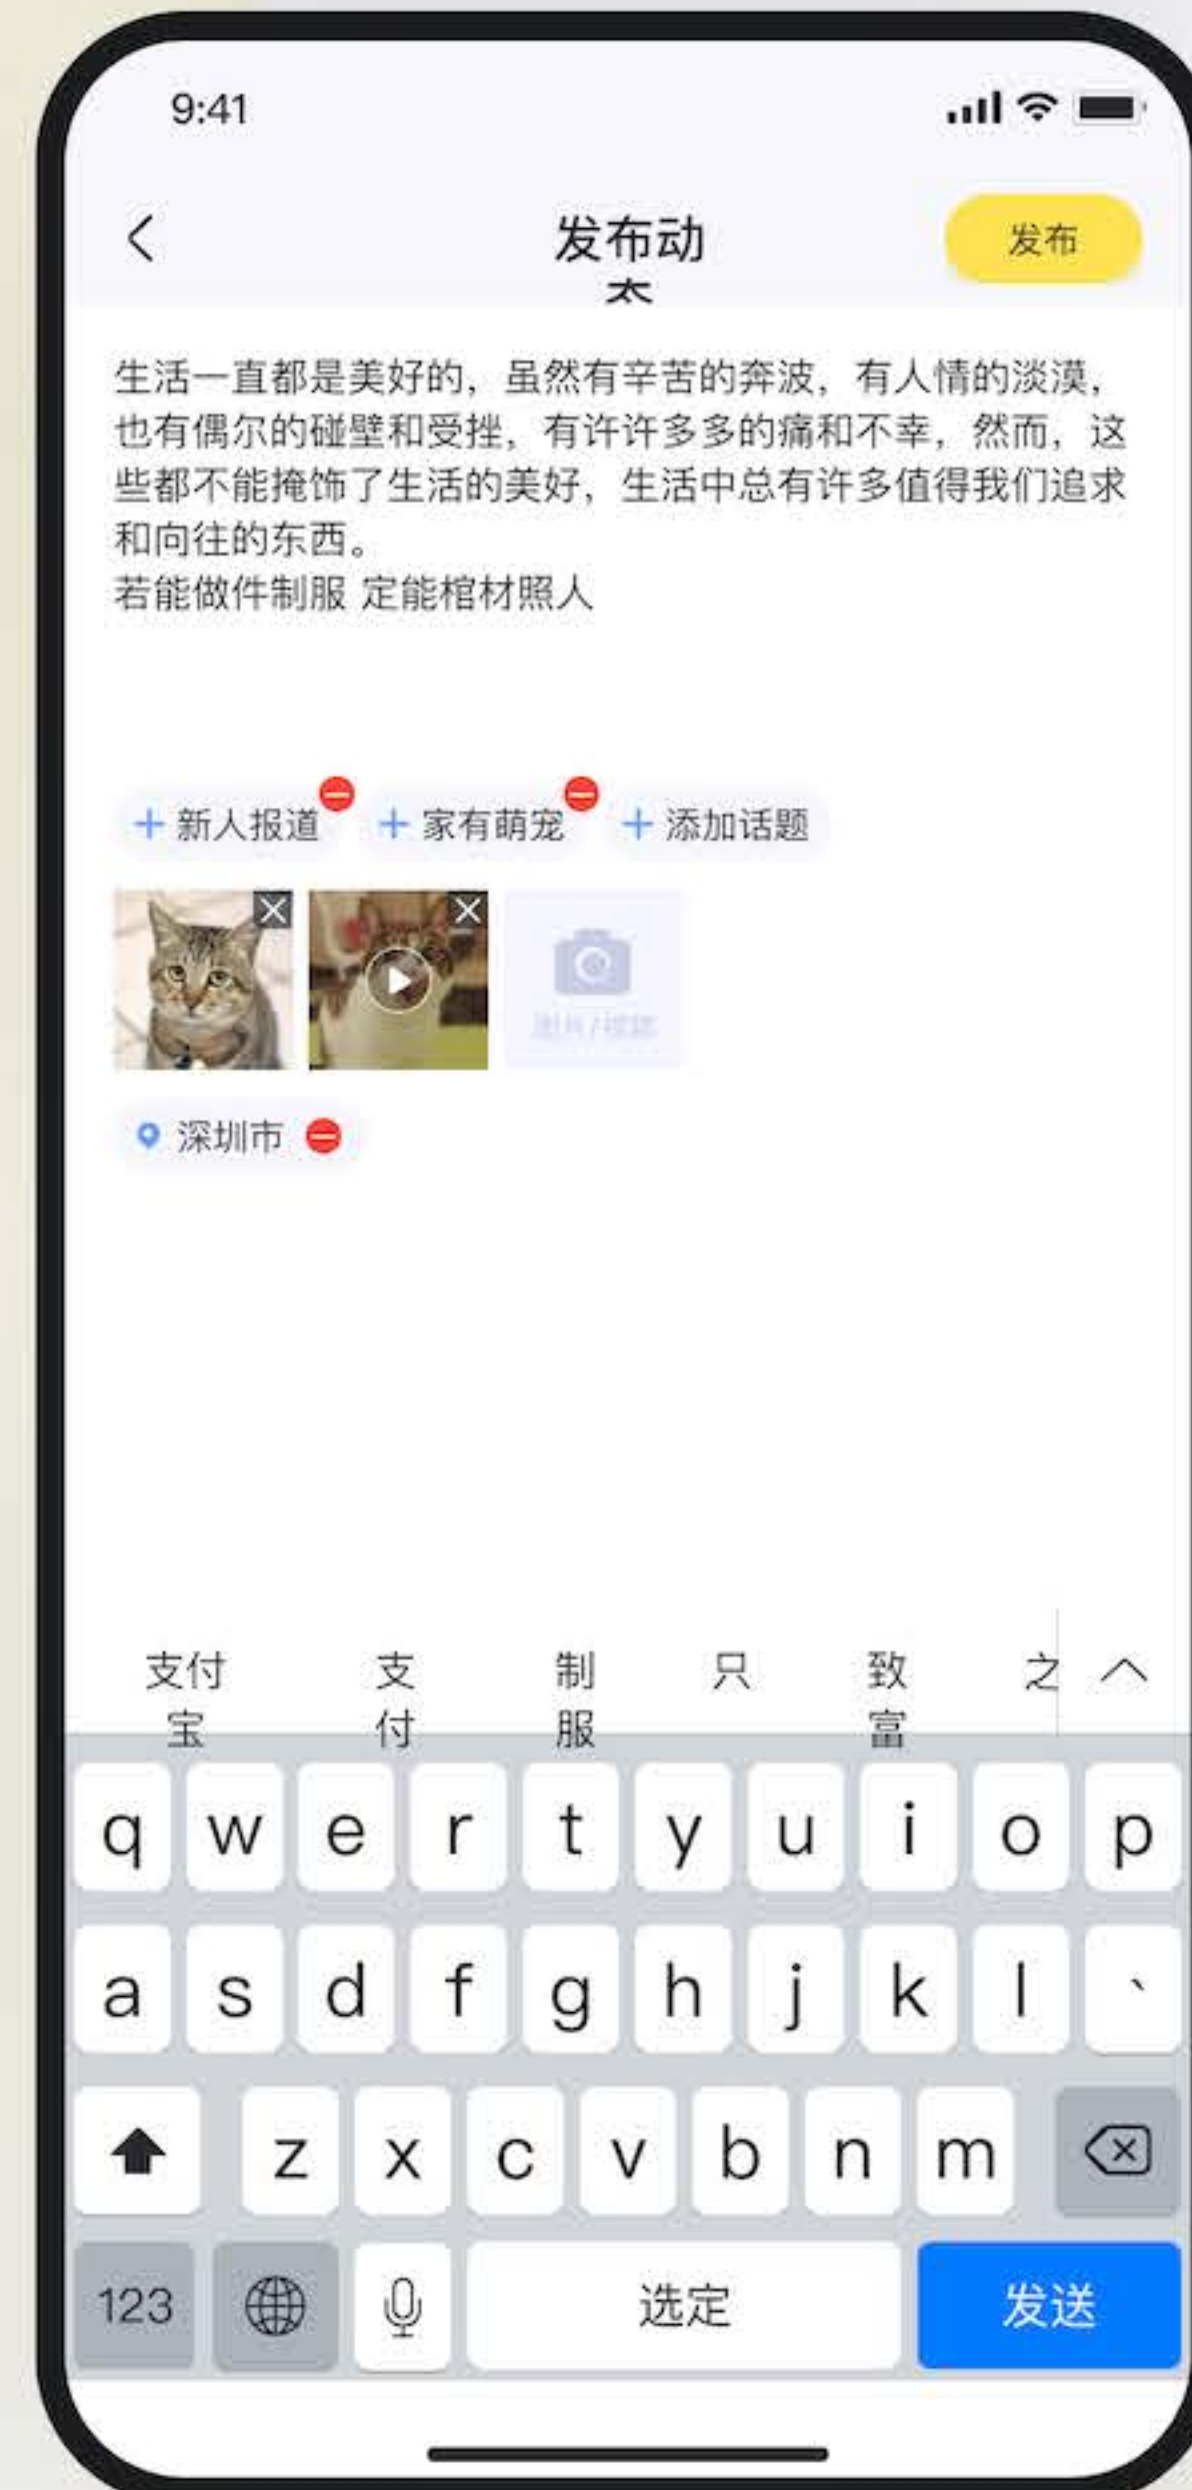 9:41
发布动
态
发布
生活一直都是美好的，虽然有辛苦的奔波，有人情的淡漠，
也有偶尔的碰壁和受挫，有许许多多的痛和不幸，然而，这
些都不能掩饰了生活的美好，生活中总有许多值得我们追求
和向往的东西。
若能做件制服 定能棺材照人
新人报道 家有萌宠 添加话题
图片/视频
深圳市
支付 支 制 只 致 之
宝 付 服 富
q w e r t y u i o p
a s d f g h j k l 、
z x c v b n m
123 选定 发送